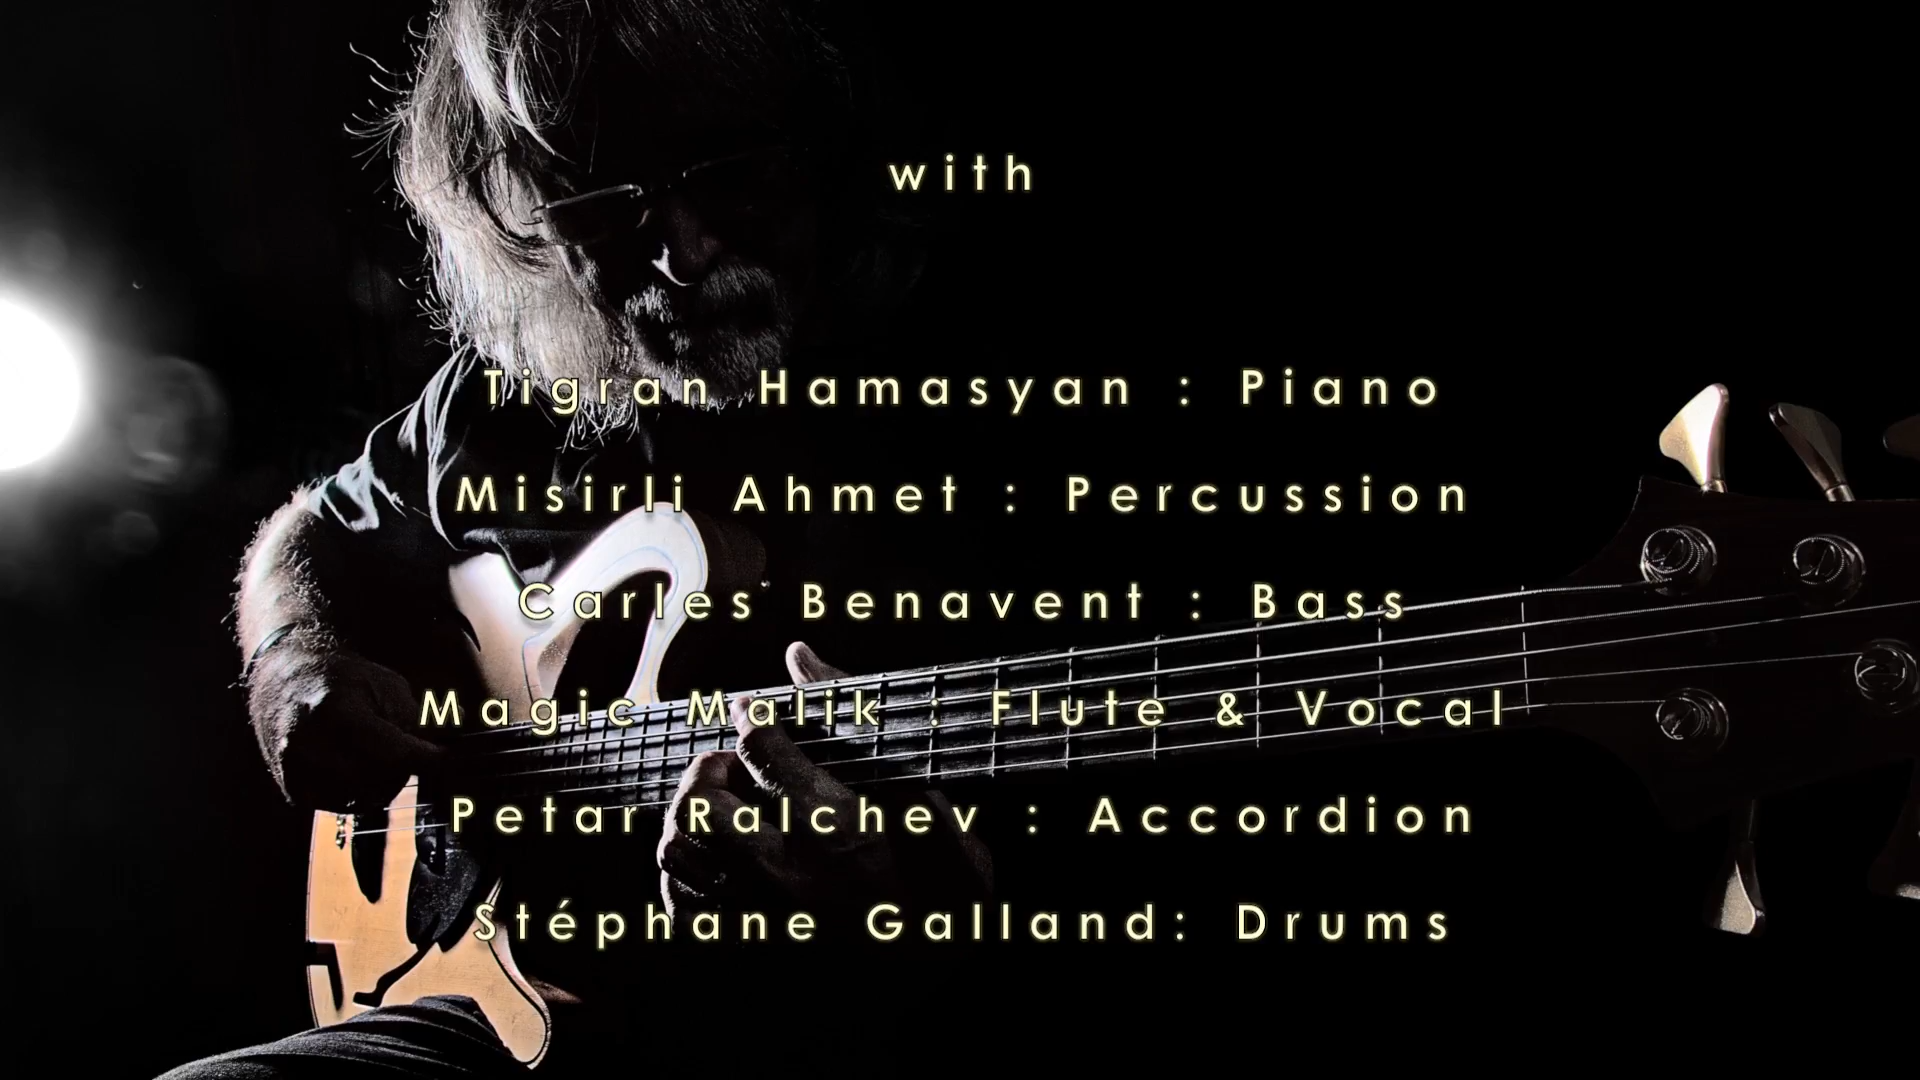 with
Tigran Hamasyan : Piano
Misirli Ahmet : Percussion
Carles Benavent : Bass
Magic Malik : Flute & Vocal
Petar Ralchev : Accordion
Stéphane Galland: Drums